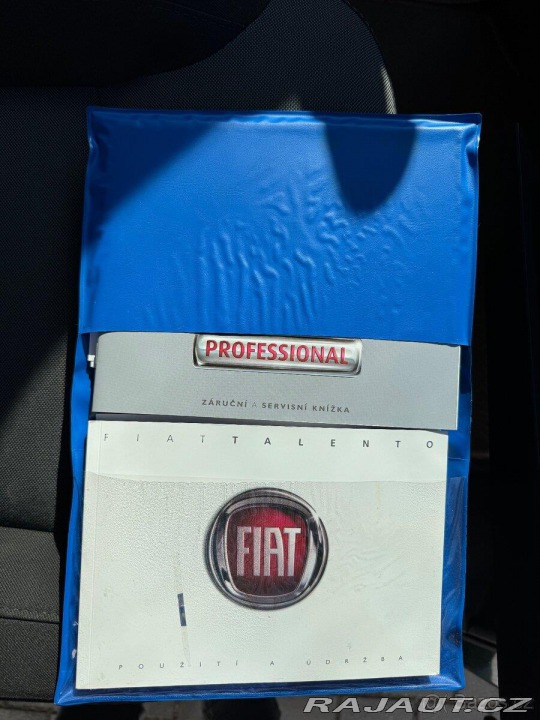 PROFESSIONAL
ZÁRUČNÍ A SERVISNÍ KNÍŽKA
FIAT TALENTO
FIAT
POUŽITÍ A ÚDRŽBA
RAJAUT.CZ